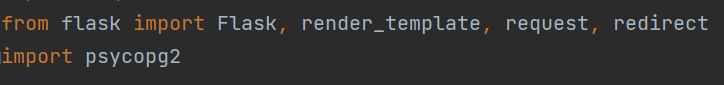 from flask import Flask, render_template, request, redirect
import psycopg2